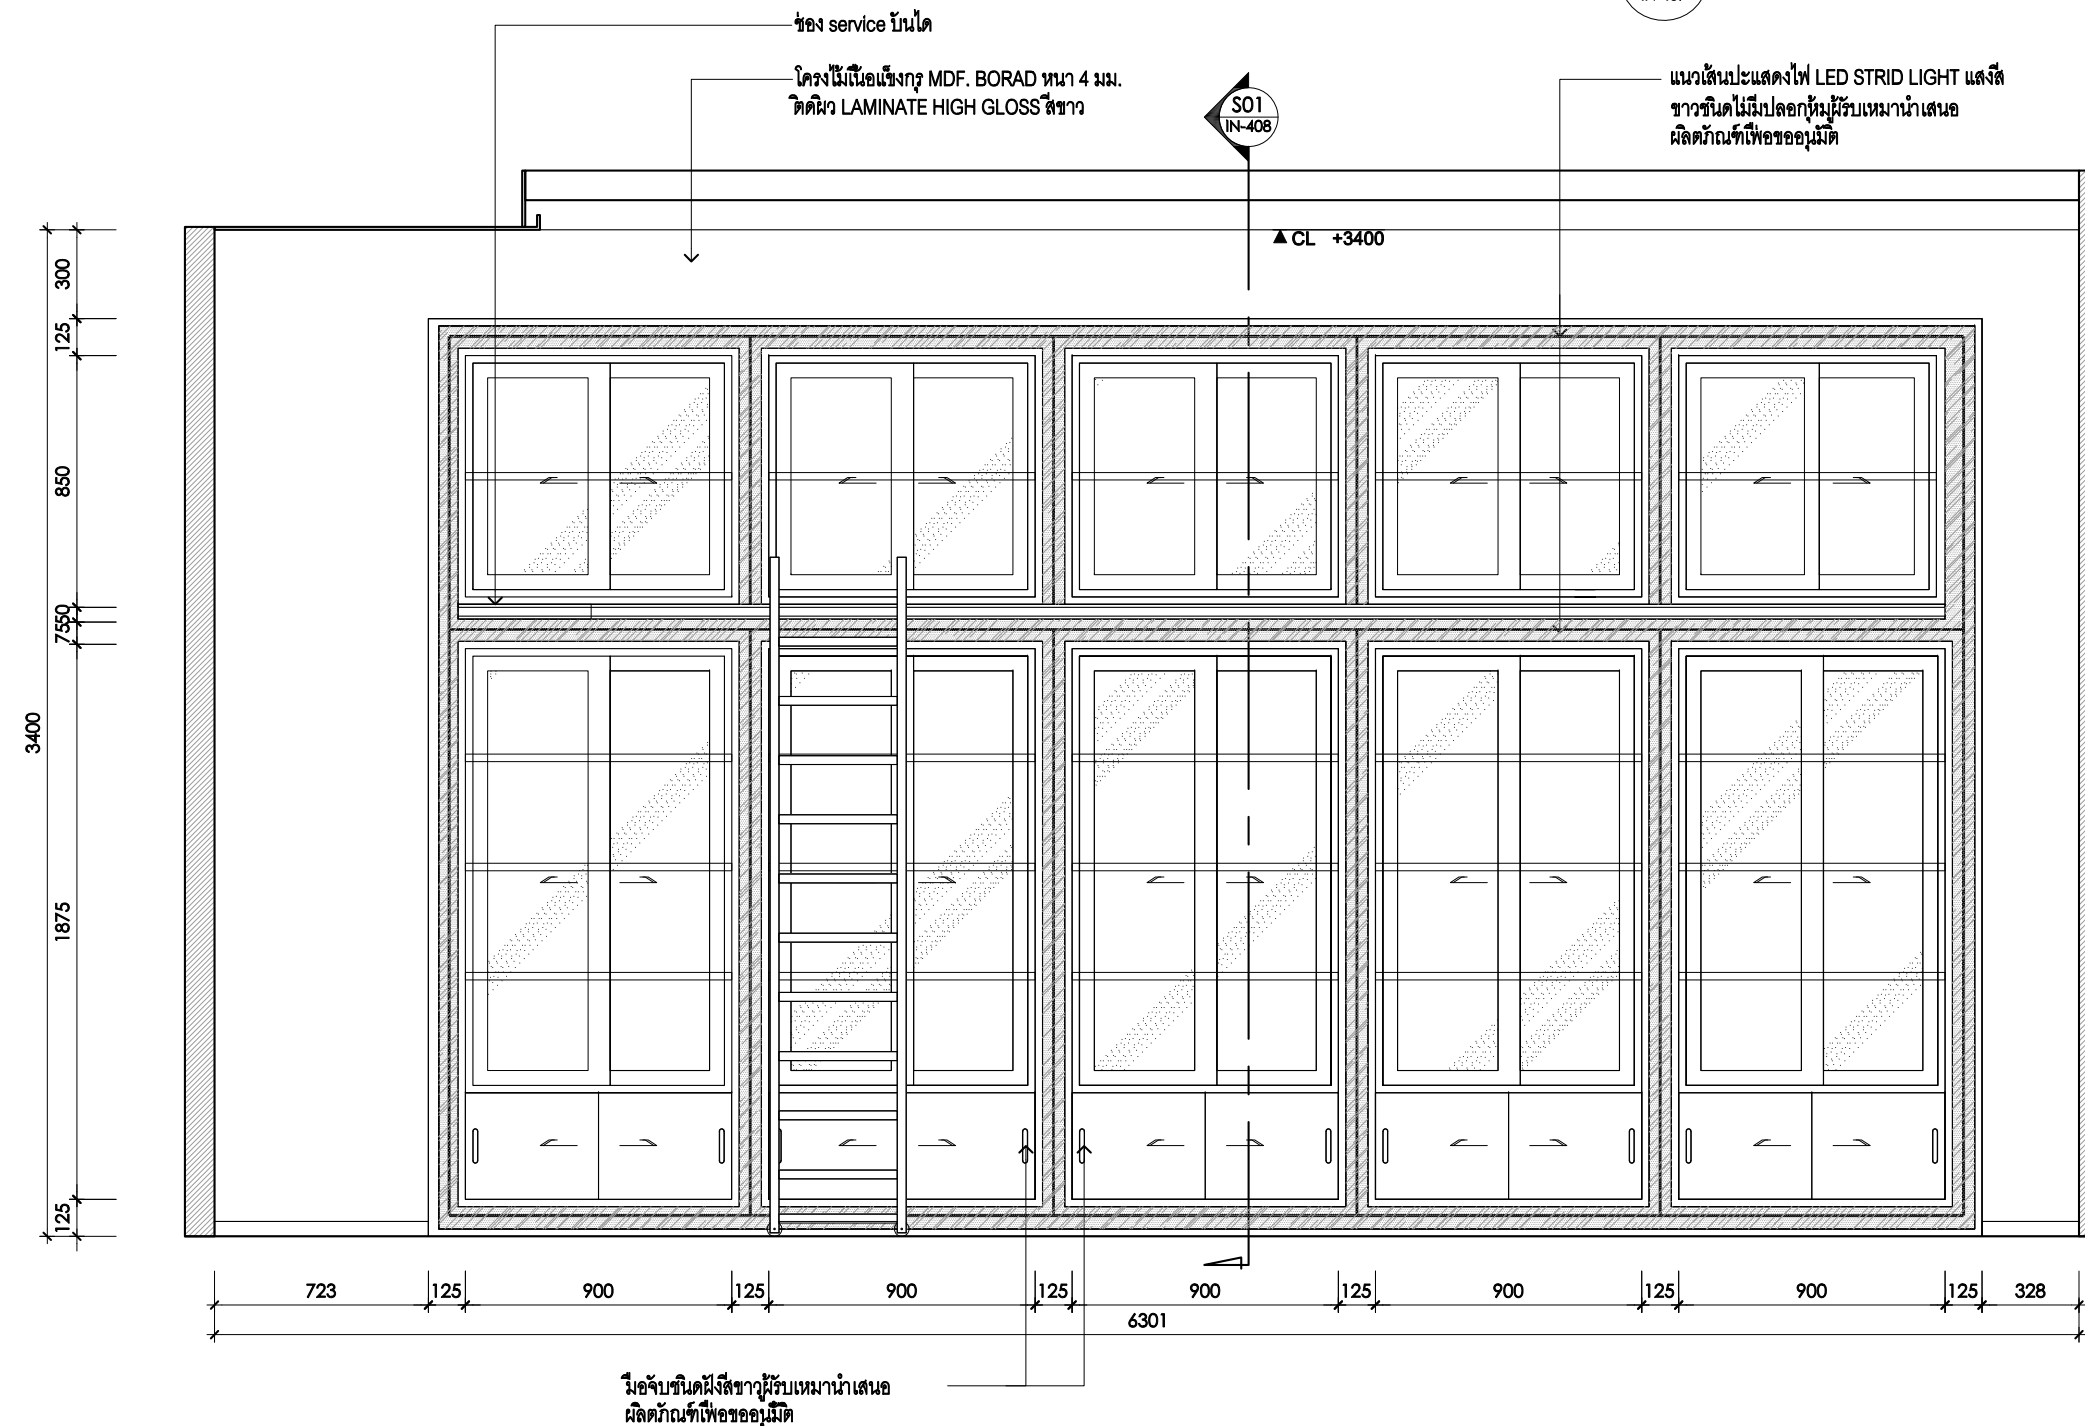 ช่อง service บันได
โครงไม้เนื้อแข็งกรุ MDF. BORAD หนา 4 มม.
ติดผิว LAMINATE HIGH GLOSS สีขาว
S01
IN-408
แนวเส้นปะแสดงไฟ LED STRID LIGHT แสงสี
ขาวชนิดไม่มีปลอกหุ้มผู้รับเหมานำเสนอ
ผลิตภัณฑ์เพื่อขออนุมัติ
CL +3400
300
125
850
50
75
3400
1875
125
723 125 900 125 900 125 900 125 900 125 900 125 328
6301
มือจับชนิดฝังสีขาวผู้รับเหมานำเสนอ
ผลิตภัณฑ์เพื่อขออนุมัติ